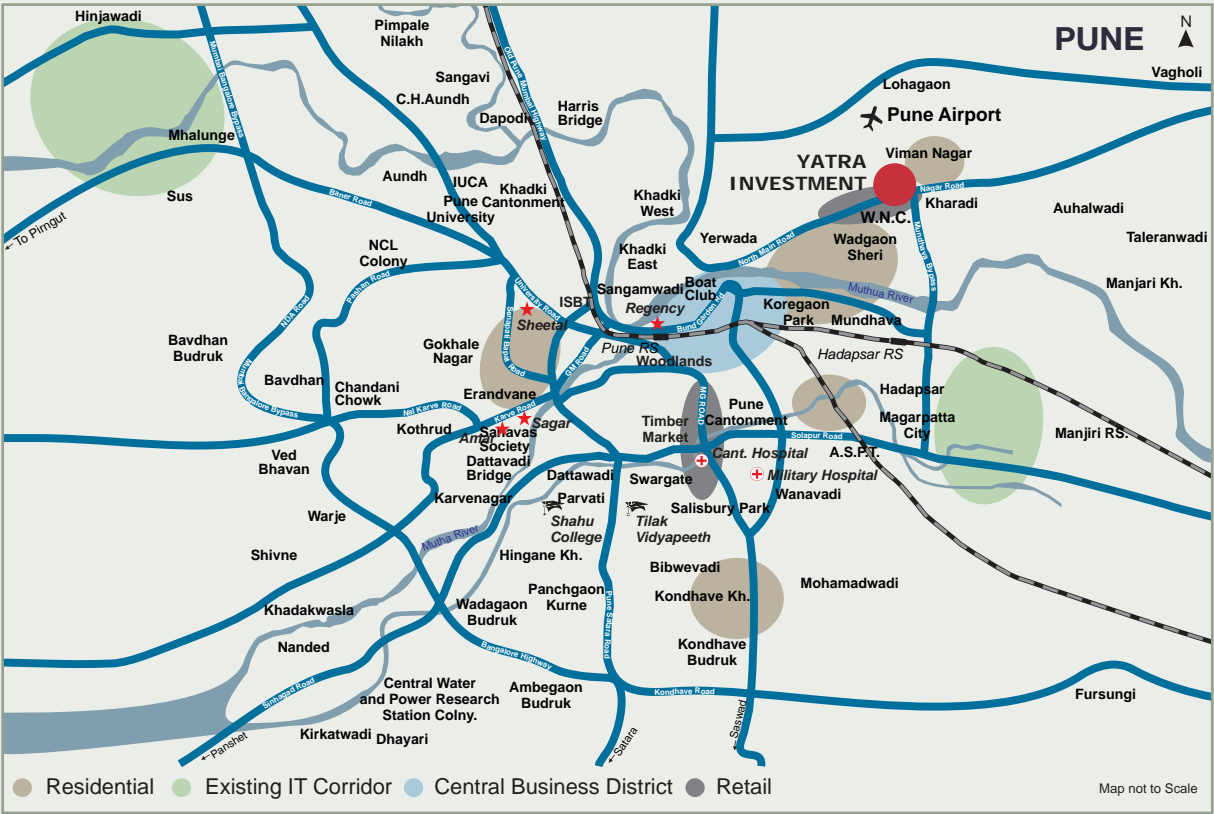 PUNE
N
Hinjawadi
Pimpale
Nilakh
Old Pune Mumbai Highway
Mumbai Bangalore Bypass
Sangavi
C.H.Aundh
Dapodi
Harris
Bridge
Lohagaon
Vagholi
Pune Airport
Mhalunge
Viman Nagar
YATRA
INVESTMENT
Nagar Road
Aundh
IUCA
Pune
University
Khadki
Cantonment
Khadki
West
Kharadi
W.N.C.
Auhalwadi
Sus
Baner Road
To Pirngut
NCL
Colony
Yerwada
North Main Road
Wadgaon
Sheri
Mundhava Bypass
Taleranwadi
Khadki
East
Pashan Road
Sangamwadi
Boat
Club
Muthua River
Manjari Kh.
NDA Road
University Road
ISBT
Regency
Bund Garden Rd
Koregaon
Park
Mundhava
Sheetal
Senapati Bapat Road
Bavdhan
Budruk
Gokhale
Nagar
GM Road
Pune RS
Woodlands
Hadapsar RS
Mumbai Bangalore Bypass
Bavdhan
Chandani
Chowk
Erandvane
MG ROAD
Pune
Cantonment
Hadapsar
Nal Karve Road
Karve Road
Magarpatta
City
Kothrud
Amar
Sagar
Sahavas
Society
Timber
Market
Solapur Road
Manjiri RS.
Ved
Bhavan
Dattavadi
Bridge
Cant. Hospital
A.S.P.T.
Dattawadi
Swargate
Military Hospital
Karvenagar
Parvati
Wanavadi
Warje
Shahu
College
Tilak
Vidyapeeth
Salisbury Park
Mutha River
Shivne
Hingane Kh.
Bibwevadi
Mohamadwadi
Panchgaon
Kurne
Kondhave Kh.
Khadakwasla
Wadagaon
Budruk
Pune Satara Road
Nanded
Bangalore Highway
Kondhave
Budruk
Sinhagad Road
Central Water
and Power Research
Station Colny.
Ambegaon
Budruk
Kondhave Road
Fursungi
Kirkatwadi
Dhayari
Panshet
Satara
Saswad
Residential
Existing IT Corridor
Central Business District
Retail
Map not to Scale